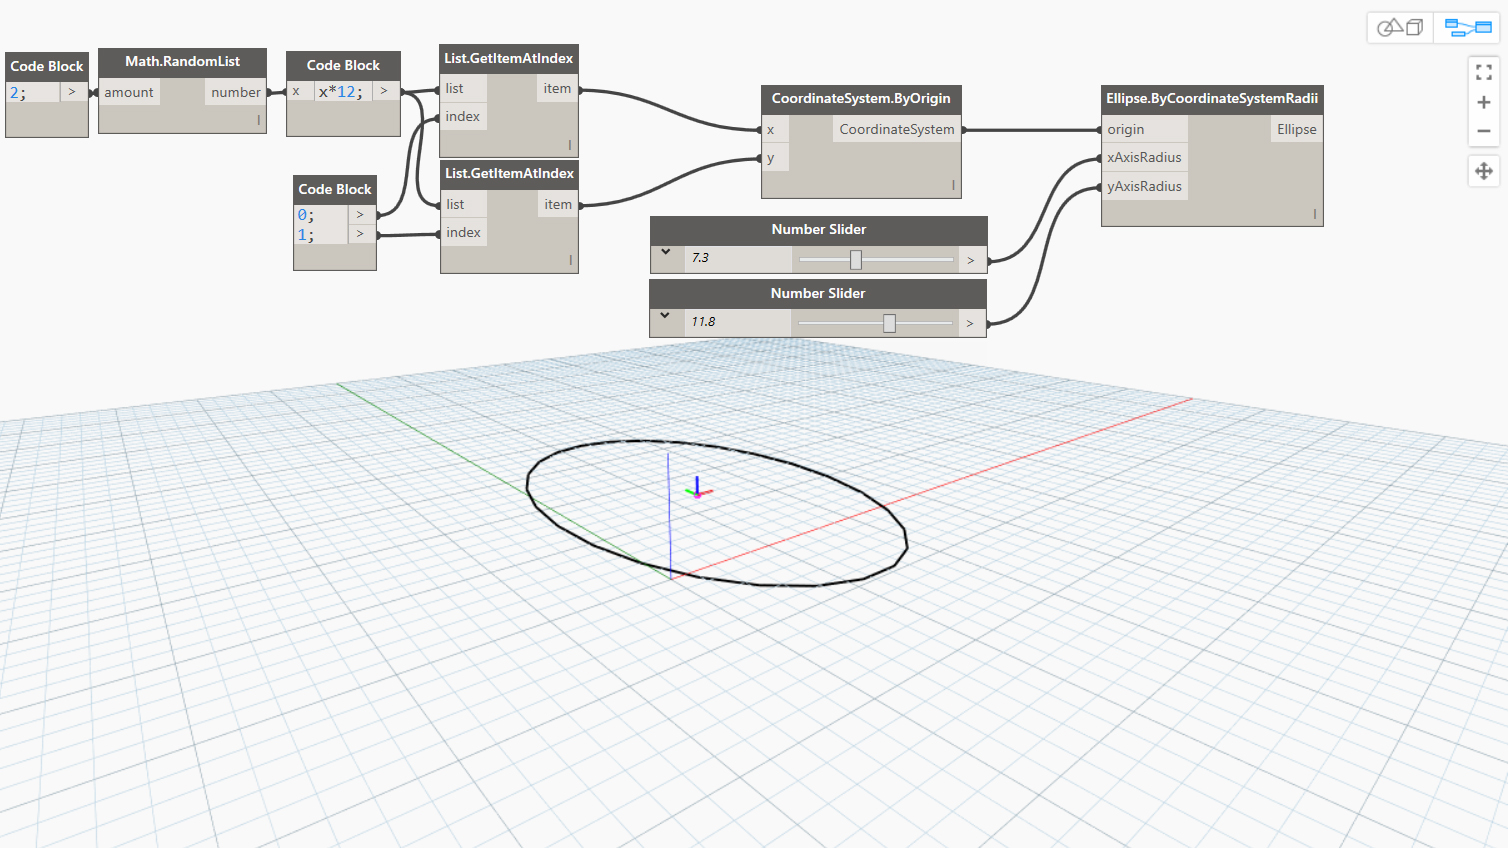 Code Block
2; >
Math.RandomList
amount number
Code Block
x x*12; >
List.GetItemAtIndex
list item
index
List.GetItemAtIndex
list item
index
Code Block
0; >
1; >
CoordinateSystem.ByOrigin
x CoordinateSystem
y
Number Slider
7.3 >
Number Slider
11.8 >
Ellipse.ByCoordinateSystemRadii
origin Ellipse
xAxisRadius
yAxisRadius